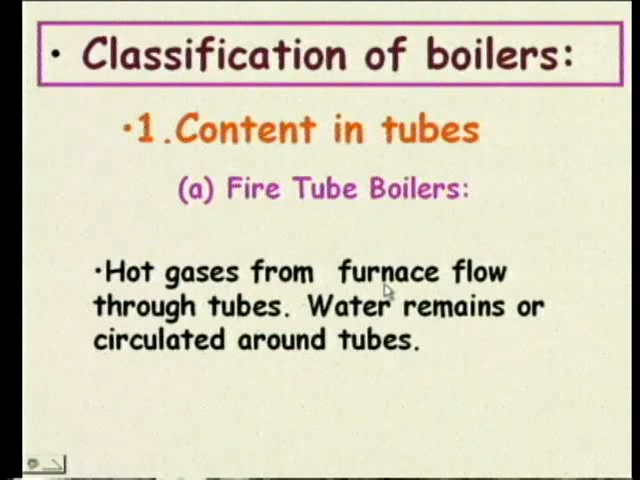 • Classification of boilers:
•1.Content in tubes
(a) Fire Tube Boilers:
•Hot gases from furnace flow
through tubes. Water remains or
circulated around tubes.